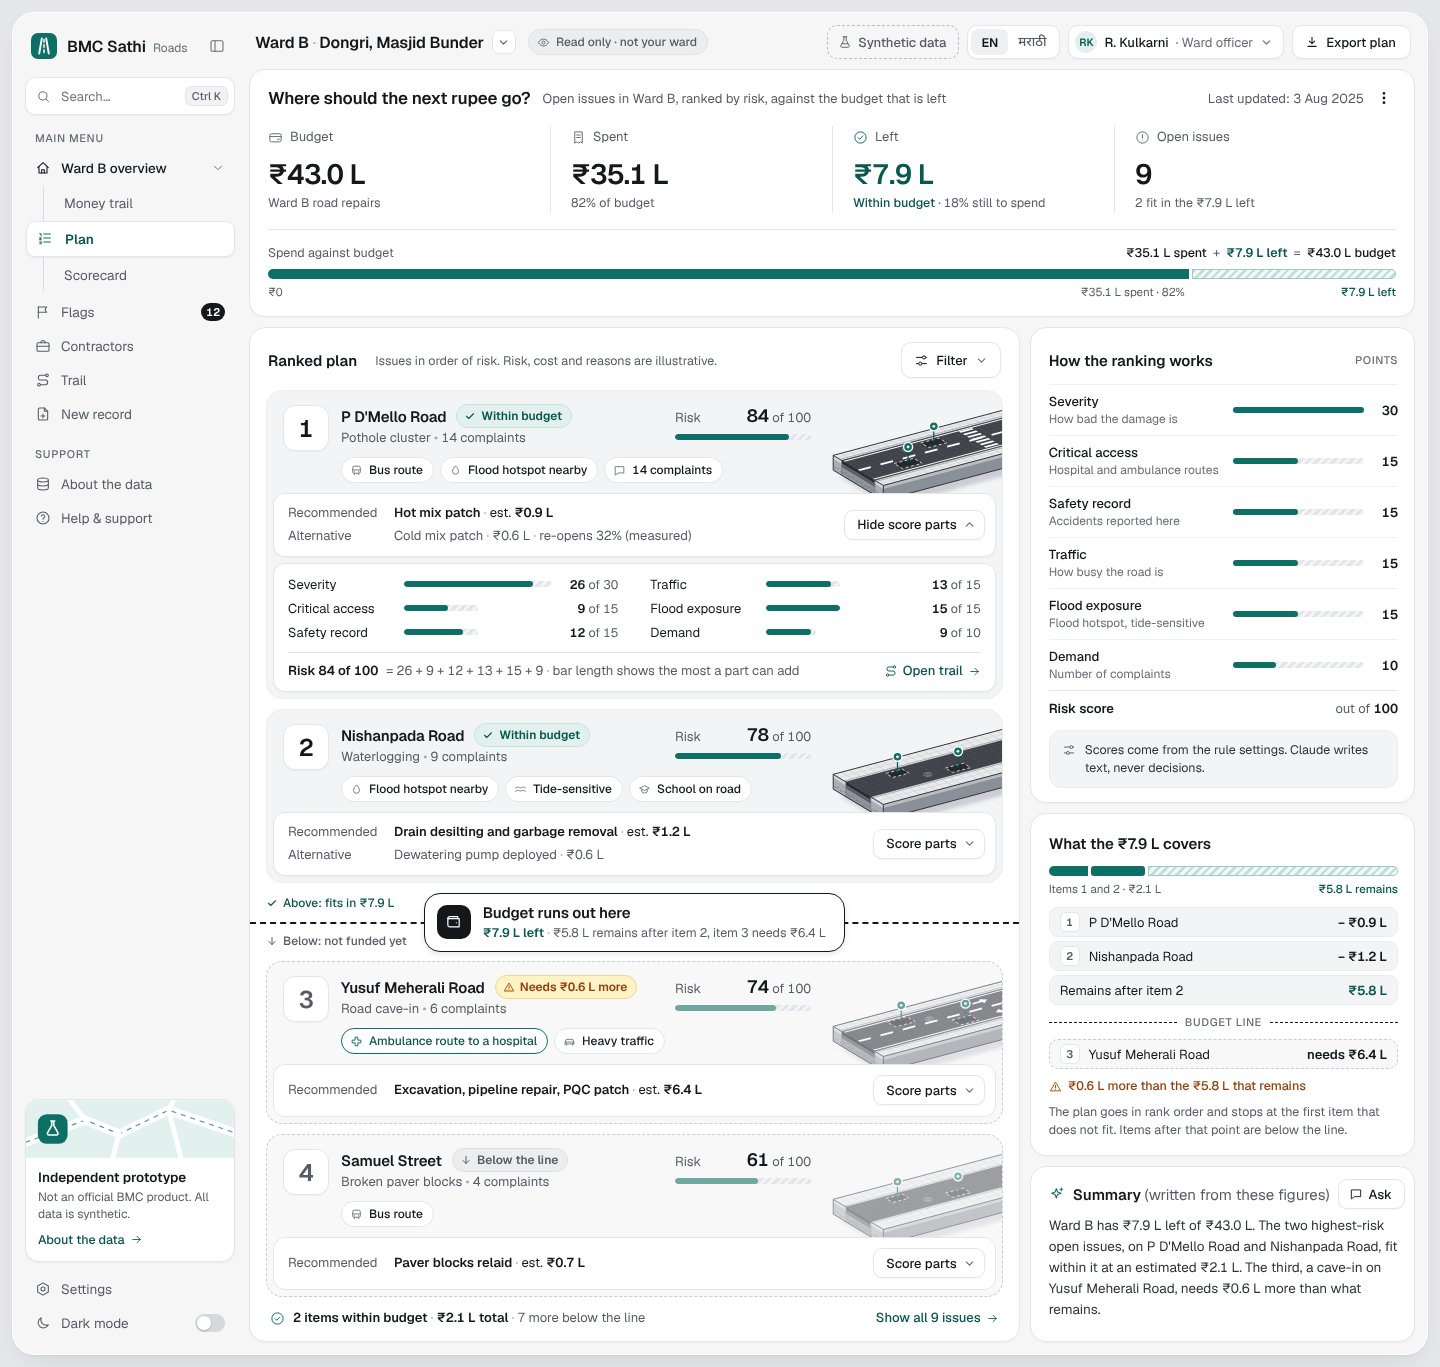 BMC Sathi Roads
Search...
Ctrl K
MAIN MENU
Ward B overview
Money trail
Plan
Scorecard
Flags
12
Contractors
Trail
New record
SUPPORT
About the data
Help & support
Independent prototype
Not an official BMC product. All
data is synthetic.
About the data →
Settings
Dark mode
Ward B · Dongri, Masjid Bunder
Read only · not your ward
Synthetic data
EN
मराठी
RK
R. Kulkarni · Ward officer
Export plan
Where should the next rupee go?
Open issues in Ward B, ranked by risk, against the budget that is left
Last updated: 3 Aug 2025
Budget
₹43.0 L
Ward B road repairs
Spent
₹35.1 L
82% of budget
Left
₹7.9 L
Within budget · 18% still to spend
Open issues
9
2 fit in the ₹7.9 L left
Spend against budget
₹35.1 L spent + ₹7.9 L left = ₹43.0 L budget
₹0
₹35.1 L spent · 82%
₹7.9 L left
Ranked plan
Issues in order of risk. Risk, cost and reasons are illustrative.
Filter
1
P D'Mello Road
Within budget
Pothole cluster • 14 complaints
Risk
84 of 100
Bus route
Flood hotspot nearby
14 complaints
Recommended
Hot mix patch · est. ₹0.9 L
Alternative
Cold mix patch · ₹0.6 L · re-opens 32% (measured)
Hide score parts
Severity
26 of 30
Traffic
13 of 15
Critical access
9 of 15
Flood exposure
15 of 15
Safety record
12 of 15
Demand
9 of 10
Risk 84 of 100 = 26 + 9 + 12 + 13 + 15 + 9 · bar length shows the most a part can add
Open trail →
2
Nishanpada Road
Within budget
Waterlogging • 9 complaints
Risk
78 of 100
Flood hotspot nearby
Tide-sensitive
School on road
Recommended
Drain desilting and garbage removal · est. ₹1.2 L
Alternative
Dewatering pump deployed · ₹0.6 L
Score parts
Above: fits in ₹7.9 L
Budget runs out here
₹7.9 L left · ₹5.8 L remains after item 2, item 3 needs ₹6.4 L
↓ Below: not funded yet
3
Yusuf Meherali Road
Needs ₹0.6 L more
Road cave-in • 6 complaints
Risk
74 of 100
Ambulance route to a hospital
Heavy traffic
Recommended
Excavation, pipeline repair, PQC patch · est. ₹6.4 L
Score parts
4
Samuel Street
↓ Below the line
Broken paver blocks • 4 complaints
Risk
61 of 100
Bus route
Recommended
Paver blocks relaid · est. ₹0.7 L
Score parts
2 items within budget · ₹2.1 L total · 7 more below the line
Show all 9 issues →
How the ranking works
POINTS
Severity
How bad the damage is
30
Critical access
Hospital and ambulance routes
15
Safety record
Accidents reported here
15
Traffic
How busy the road is
15
Flood exposure
Flood hotspot, tide-sensitive
15
Demand
Number of complaints
10
Risk score
out of 100
Scores come from the rule settings. Claude writes
text, never decisions.
What the ₹7.9 L covers
Items 1 and 2 · ₹2.1 L
₹5.8 L remains
1
P D'Mello Road
− ₹0.9 L
2
Nishanpada Road
− ₹1.2 L
Remains after item 2
₹5.8 L
BUDGET LINE
3
Yusuf Meherali Road
needs ₹6.4 L
₹0.6 L more than the ₹5.8 L that remains
The plan goes in rank order and stops at the first item that
does not fit. Items after that point are below the line.
Summary (written from these figures)
Ask
Ward B has ₹7.9 L left of ₹43.0 L. The two highest-risk
open issues, on P D'Mello Road and Nishanpada Road, fit
within it at an estimated ₹2.1 L. The third, a cave-in on
Yusuf Meherali Road, needs ₹0.6 L more than what
remains.